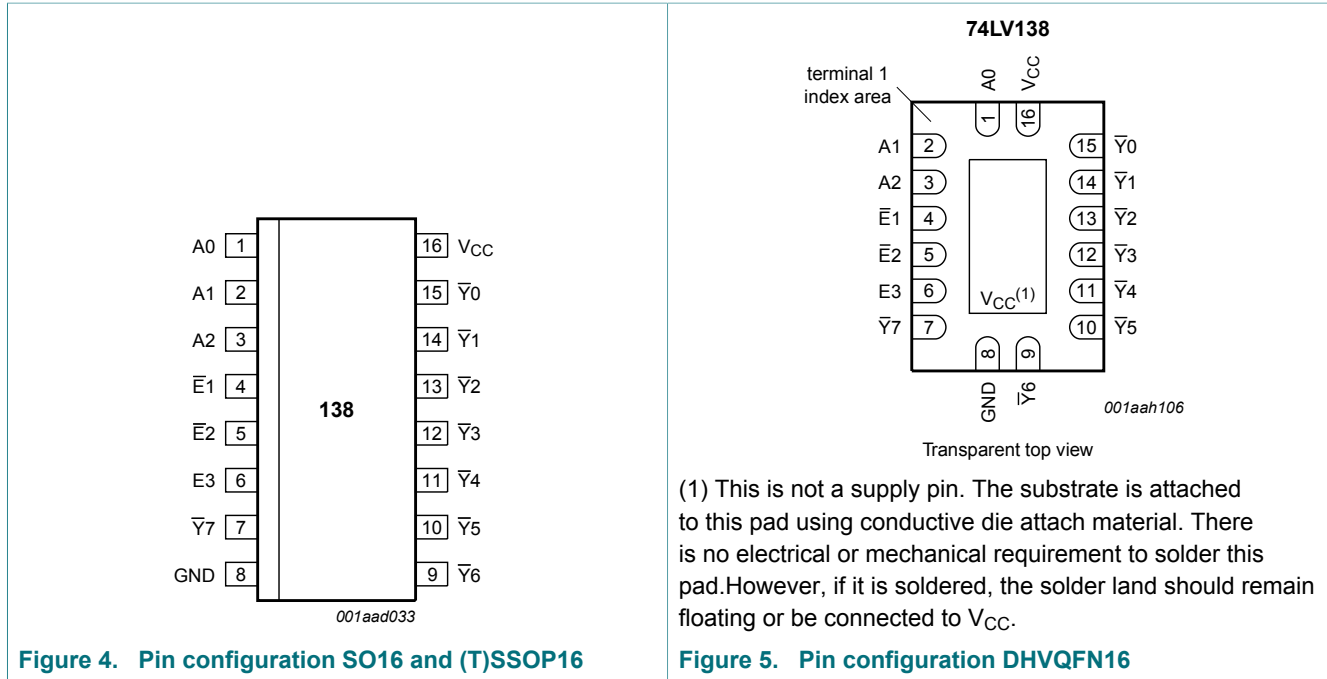 A0 1
A1 2
A2 3
E̅1 4
E̅2 5
E3 6
Y̅7 7
GND 8
138
16 VCC
15 Y̅0
14 Y̅1
13 Y̅2
12 Y̅3
11 Y̅4
10 Y̅5
9 Y̅6
001aad033
Figure 4. Pin configuration SO16 and (T)SSOP16
74LV138
terminal 1
index area
A0 VCC
1 16
A1 2 15 Y̅0
A2 3 14 Y̅1
E̅1 4 13 Y̅2
E̅2 5 12 Y̅3
E3 6 VCC(1) 11 Y̅4
Y̅7 7 10 Y̅5
8 9
GND Y̅6
001aah106
Transparent top view
(1) This is not a supply pin. The substrate is attached
to this pad using conductive die attach material. There
is no electrical or mechanical requirement to solder this
pad.However, if it is soldered, the solder land should remain
floating or be connected to VCC.
Figure 5. Pin configuration DHVQFN16